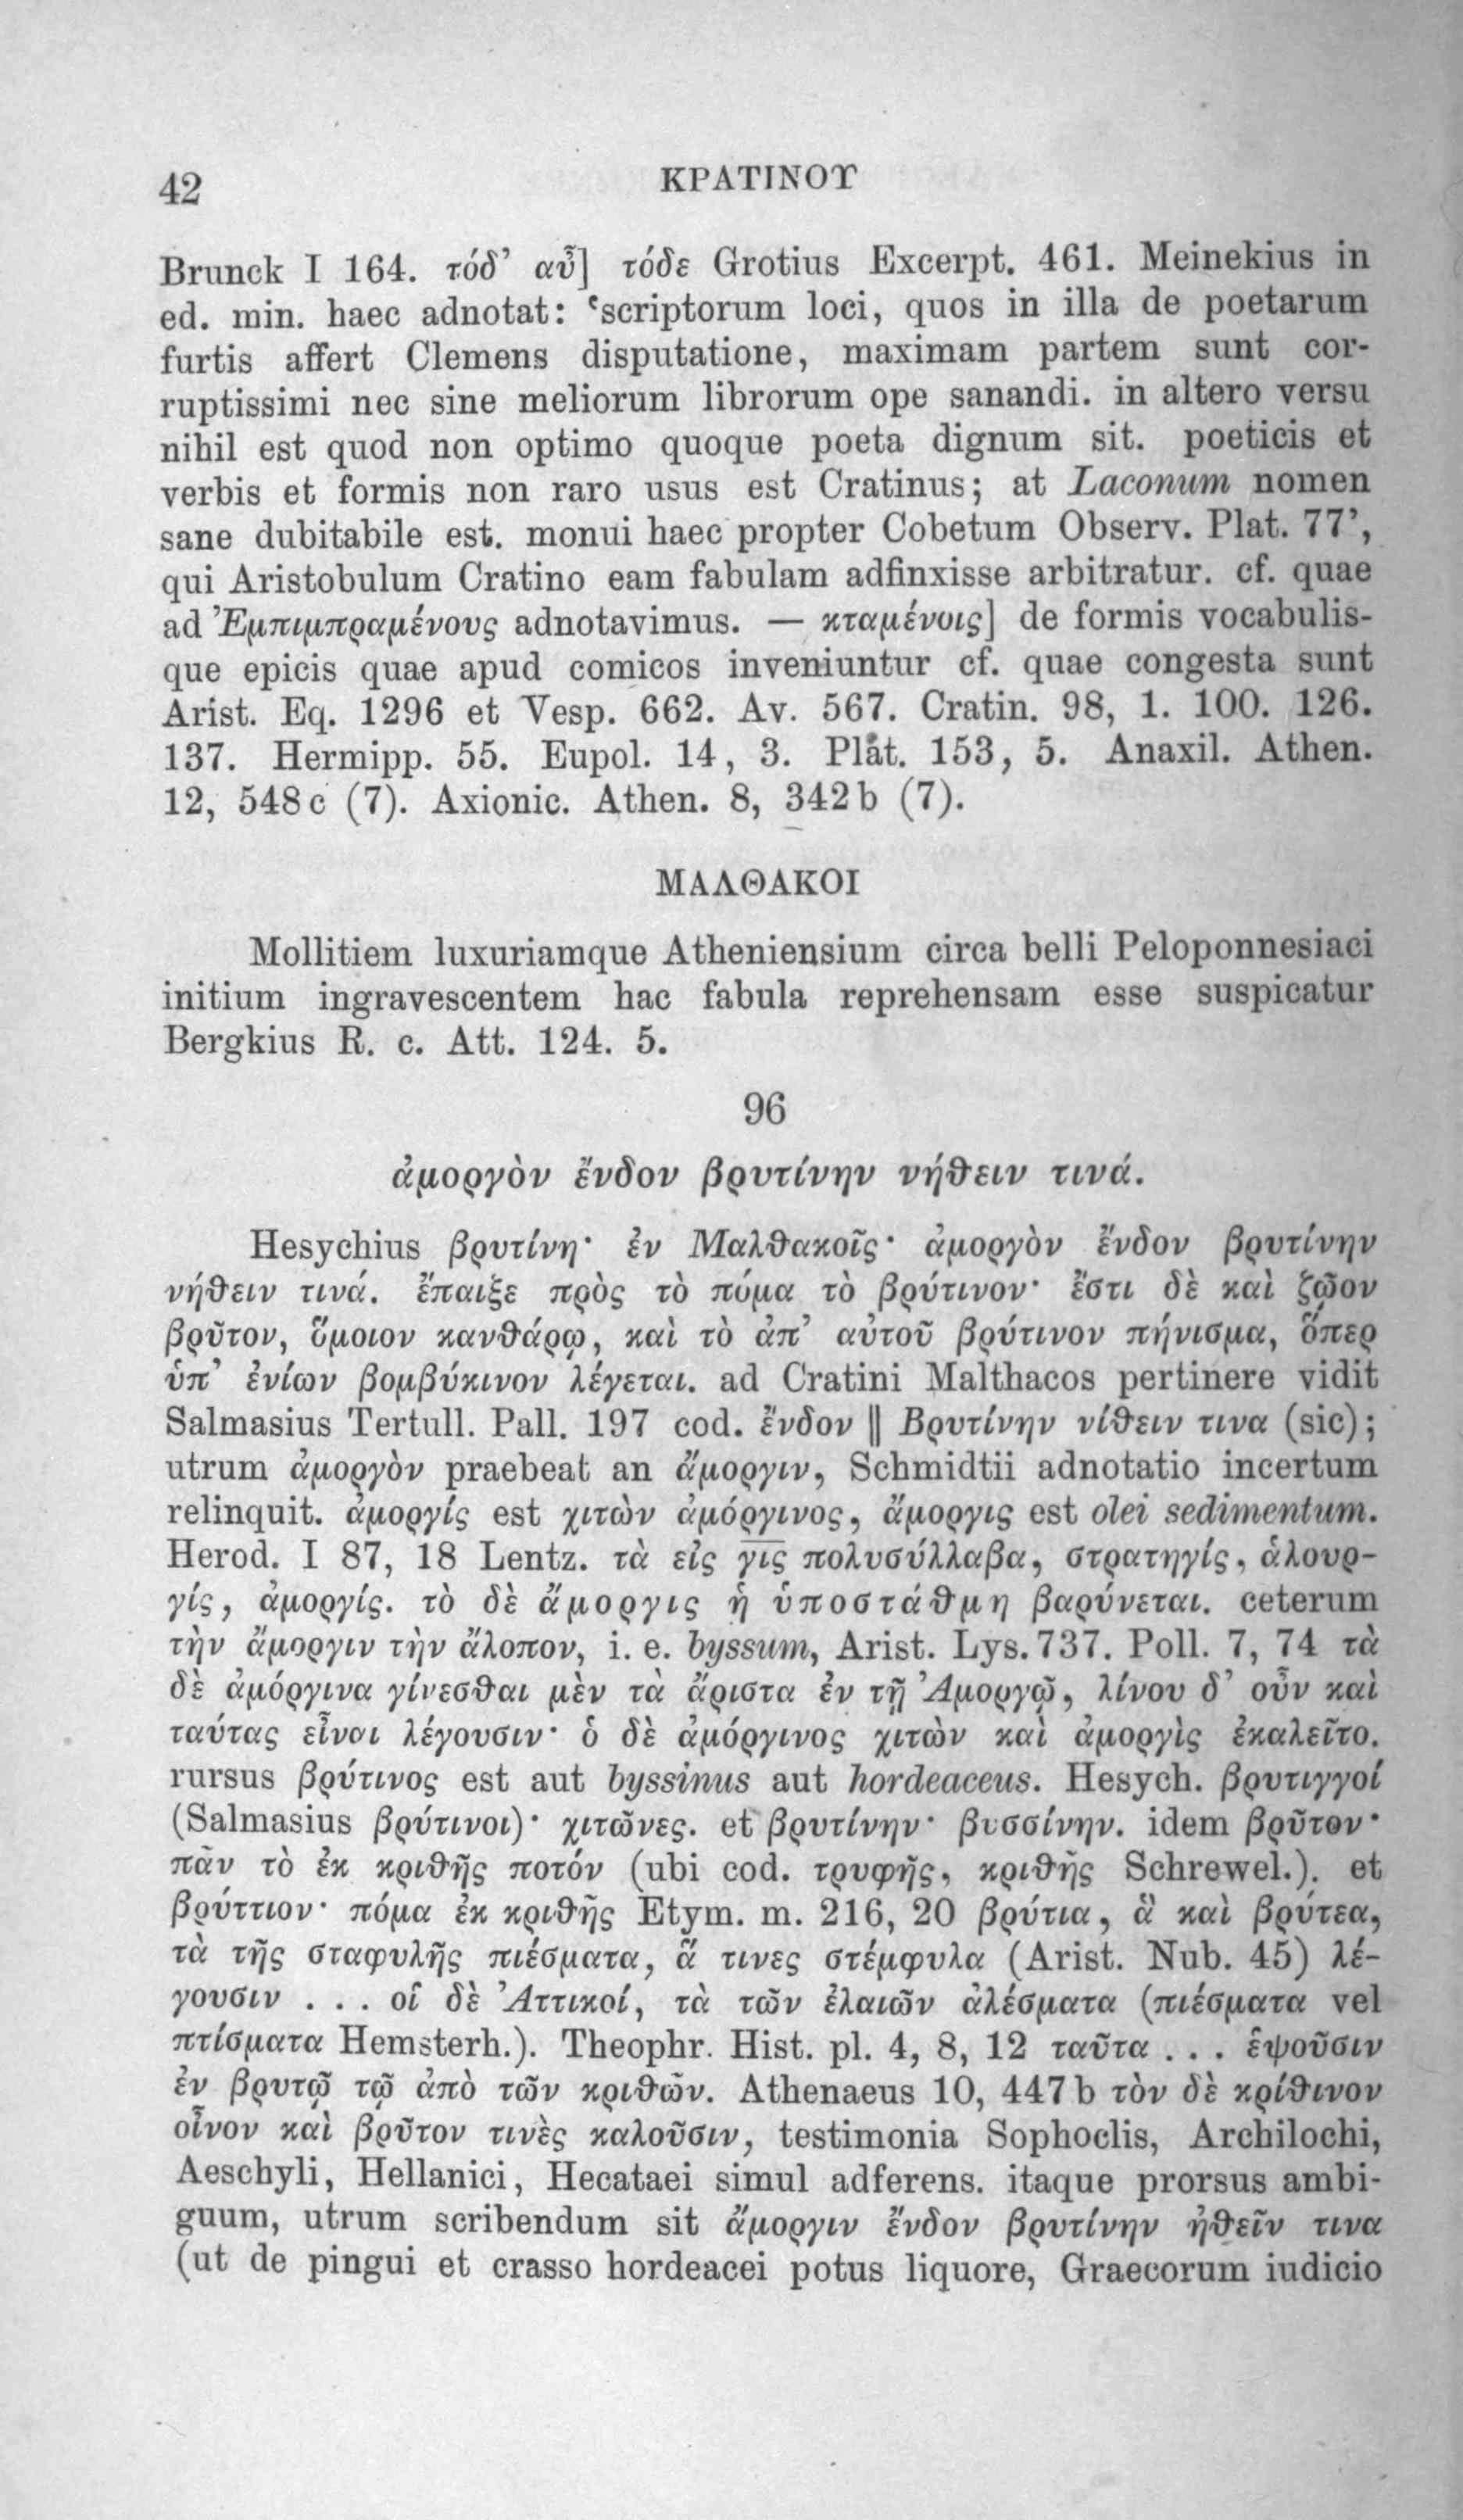 42
ΚΡΑΤΙΝΟΥ
Brunck I 164. τόδ’ αὖ] τόδε Grotius Excerpt. 461. Meinekius in
ed. min. haec adnotat: ‘scriptorum loci, quos in illa de poetarum
furtis affert Clemens disputatione, maximam partem sunt cor-
ruptissimi nec sine meliorum librorum ope sanandi. in altero versu
nihil est quod non optimo quoque poeta dignum sit. poeticis et
verbis et formis non raro usus est Cratinus; at Laconum nomen
sane dubitabile est. monui haec propter Cobetum Observ. Plat. 77’,
qui Aristobulum Cratino eam fabulam adfinxisse arbitratur. cf. quae
ad Ἐμπιμπραμένους adnotavimus. — κταμένοις] de formis vocabulis-
que epicis quae apud comicos inveniuntur cf. quae congesta sunt
Arist. Eq. 1296 et Vesp. 662. Av. 567. Cratin. 98, 1. 100. 126.
137. Hermipp. 55. Eupol. 14, 3. Plat. 153, 5. Anaxil. Athen.
12, 548c (7). Axionic. Athen. 8, 342b (7).
ΜΑΛΘΑΚΟΙ
Mollitiem luxuriamque Atheniensium circa belli Peloponnesiaci
initium ingravescentem hac fabula reprehensam esse suspicatur
Bergkius R. c. Att. 124. 5.
96
ἀμοργὸν ἔνδον βρυτίνην νήθειν τινά.
Hesychius βρυτίνη· ἐν Μαλθακοῖς· ἀμοργὸν ἔνδον βρυτίνην
νήθειν τινά. ἔπαιξε πρὸς τὸ πόμα τὸ βρύτινον· ἔστι δὲ καὶ ζῷον
βρῦτον, ὅμοιον κανθάρῳ, καὶ τὸ ἀπ’ αὐτοῦ βρύτινον πήνισμα, ὅπερ
ὑπ’ ἐνίων βομβύκινον λέγεται. ad Cratini Malthacos pertinere vidit
Salmasius Tertull. Pall. 197 cod. ἔνδον || Βρυτίνην νίθειν τινα (sic);
utrum ἀμοργὸν praebeat an ἄμοργιν, Schmidtii adnotatio incertum
relinquit. ἀμοργίς est χιτὼν ἀμόργινος, ἄμοργις est olei sedimentum.
Herod. I 87, 18 Lentz. τὰ εἰς γις πολυσύλλαβα, στρατηγίς, ἁλουρ-
γίς, ἀμοργίς. τὸ δὲ ἄμοργις ἡ ὑποστάθμη βαρύνεται. ceterum
τὴν ἄμοργιν τὴν ἄλοπον, i. e. byssum, Arist. Lys. 737. Poll. 7, 74 τὰ
δὲ ἀμόργινα γίνεσθαι μὲν τὰ ἄριστα ἐν τῇ Ἀμοργῷ, λίνου δ’ οὖν καὶ
ταύτας εἶναι λέγουσιν· ὁ δὲ ἀμόργινος χιτὼν καὶ ἀμοργὶς ἐκαλεῖτο.
rursus βρύτινος est aut byssinus aut hordeaceus. Hesych. βρυτιγγοί
(Salmasius βρύτινοι)· χιτῶνες. et βρυτίνην· βυσσίνην. idem βρῦτον·
πᾶν τὸ ἐκ κριθῆς ποτόν (ubi cod. τρυφῆς, κριθῆς Schrewel.). et
βρύττιον· πόμα ἐκ κριθῆς Etym. m. 216, 20 βρύτια, ἃ καὶ βρύτεα,
τὰ τῆς σταφυλῆς πιέσματα, ἅ τινες στέμφυλα (Arist. Nub. 45) λέ-
γουσιν . . . οἱ δὲ Ἀττικοί, τὰ τῶν ἐλαιῶν ἀλέσματα (πιέσματα vel
πτίσματα Hemsterh.). Theophr. Hist. pl. 4, 8, 12 ταῦτα . . . ἑψοῦσιν
ἐν βρυτῷ τῷ ἀπὸ τῶν κριθῶν. Athenaeus 10, 447b τὸν δὲ κρίθινον
οἶνον καὶ βρῦτον τινὲς καλοῦσιν, testimonia Sophoclis, Archilochi,
Aeschyli, Hellanici, Hecataei simul adferens. itaque prorsus ambi-
guum, utrum scribendum sit ἄμοργιν ἔνδον βρυτίνην ἠθεῖν τινα
(ut de pingui et crasso hordeacei potus liquore, Graecorum iudicio